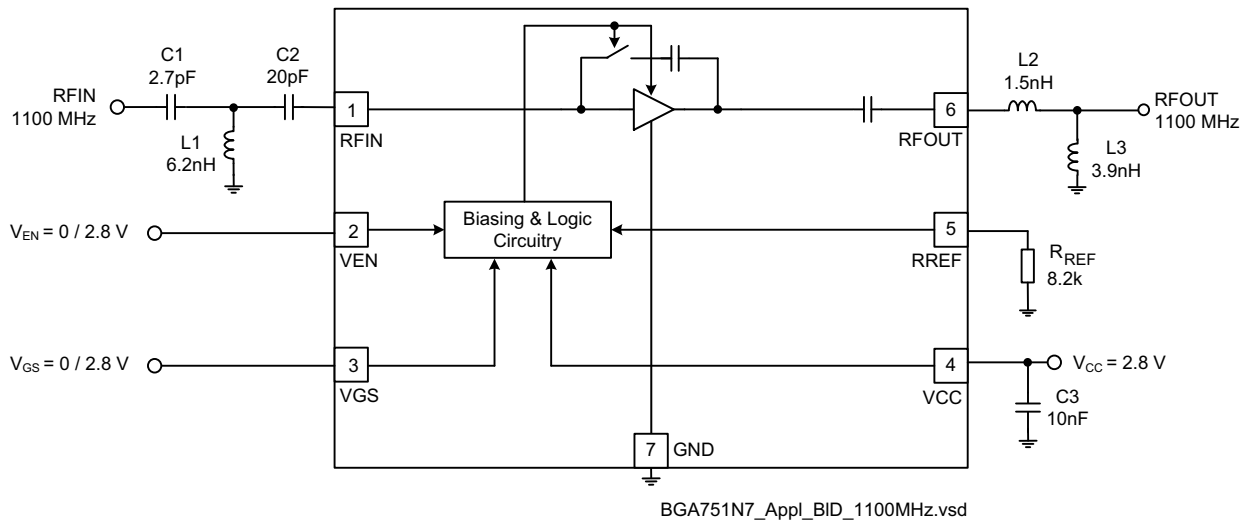 C1
2.7pF
C2
20pF
RFIN
1100 MHz
L1
6.2nH
1
RFIN
6
RFOUT
L2
1.5nH
RFOUT
1100 MHz
L3
3.9nH
V_EN = 0 / 2.8 V
2
VEN
Biasing & Logic
Circuitry
5
RREF
R_REF
8.2k
V_GS = 0 / 2.8 V
3
VGS
4
VCC
V_CC = 2.8 V
C3
10nF
7
GND
BGA751N7_Appl_BlD_1100MHz.vsd